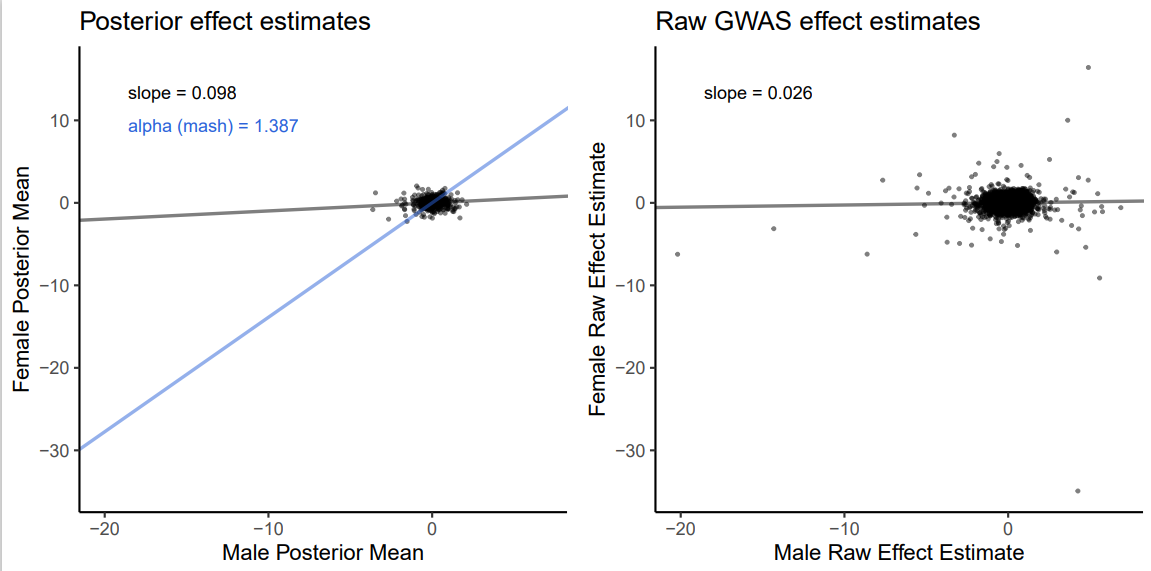 Posterior effect estimates
slope = 0.098
alpha (mash) = 1.387
10
0
−10
−20
−30
Female Posterior Mean
−20
−10
0
Male Posterior Mean
Raw GWAS effect estimates
slope = 0.026
10
0
−10
−20
−30
Female Raw Effect Estimate
−20
−10
0
Male Raw Effect Estimate